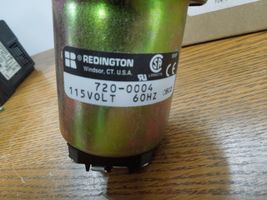 REDINGTON
Windsor, CT. U.S.A.
720-0004
115VOLT 60HZ